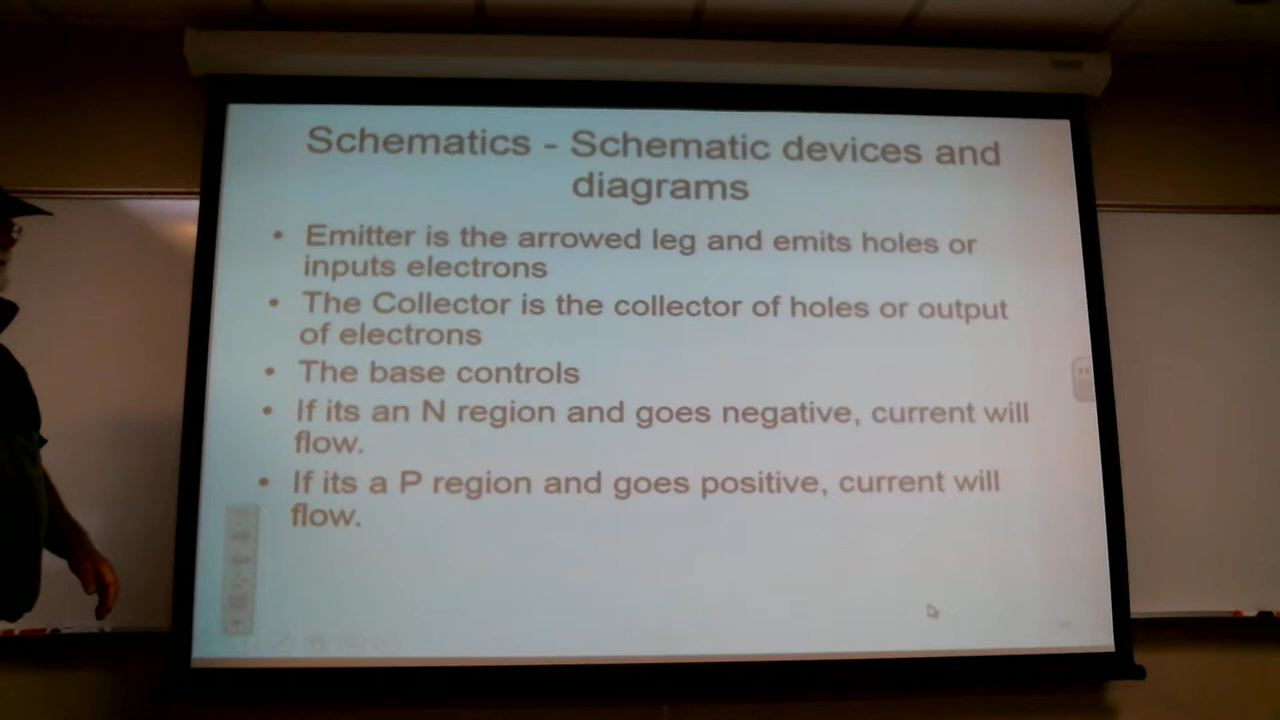 Schematics - Schematic devices and
diagrams
• Emitter is the arrowed leg and emits holes or
inputs electrons
• The Collector is the collector of holes or output
of electrons
• The base controls
• If its an N region and goes negative, current will
flow.
• If its a P region and goes positive, current will
flow.